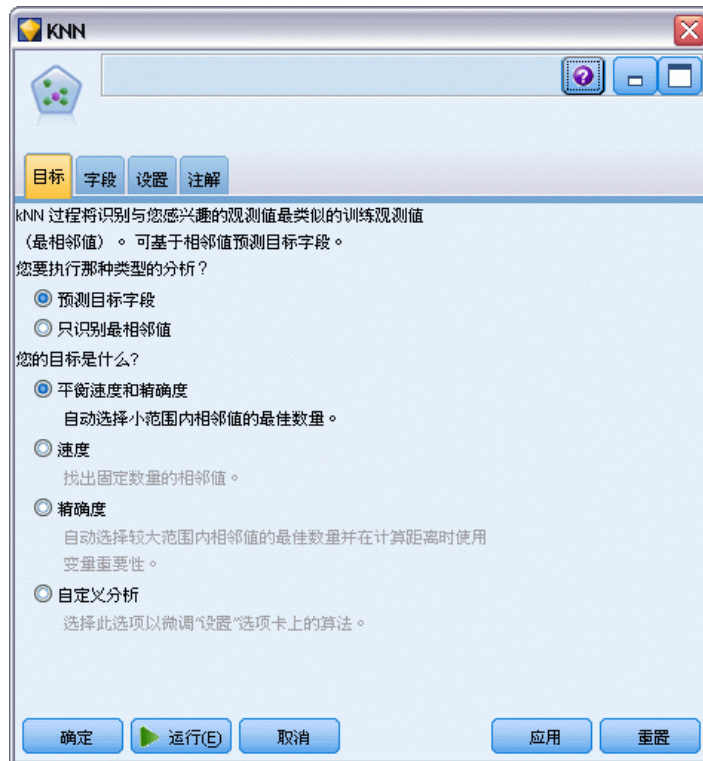 KNN
目标 字段 设置 注解
kNN 过程将识别与您感兴趣的观测值最类似的训练观测值
（最相邻值）。 可基于相邻值预测目标字段。
您要执行那种类型的分析？
预测目标字段
只识别最相邻值
您的目标是什么?
平衡速度和精确度
自动选择小范围内相邻值的最佳数量。
速度
找出固定数量的相邻值。
精确度
自动选择较大范围内相邻值的最佳数量并在计算距离时使用
变量重要性。
自定义分析
选择此选项以微调“设置”选项卡上的算法。
确定 运行(E) 取消 应用 重置